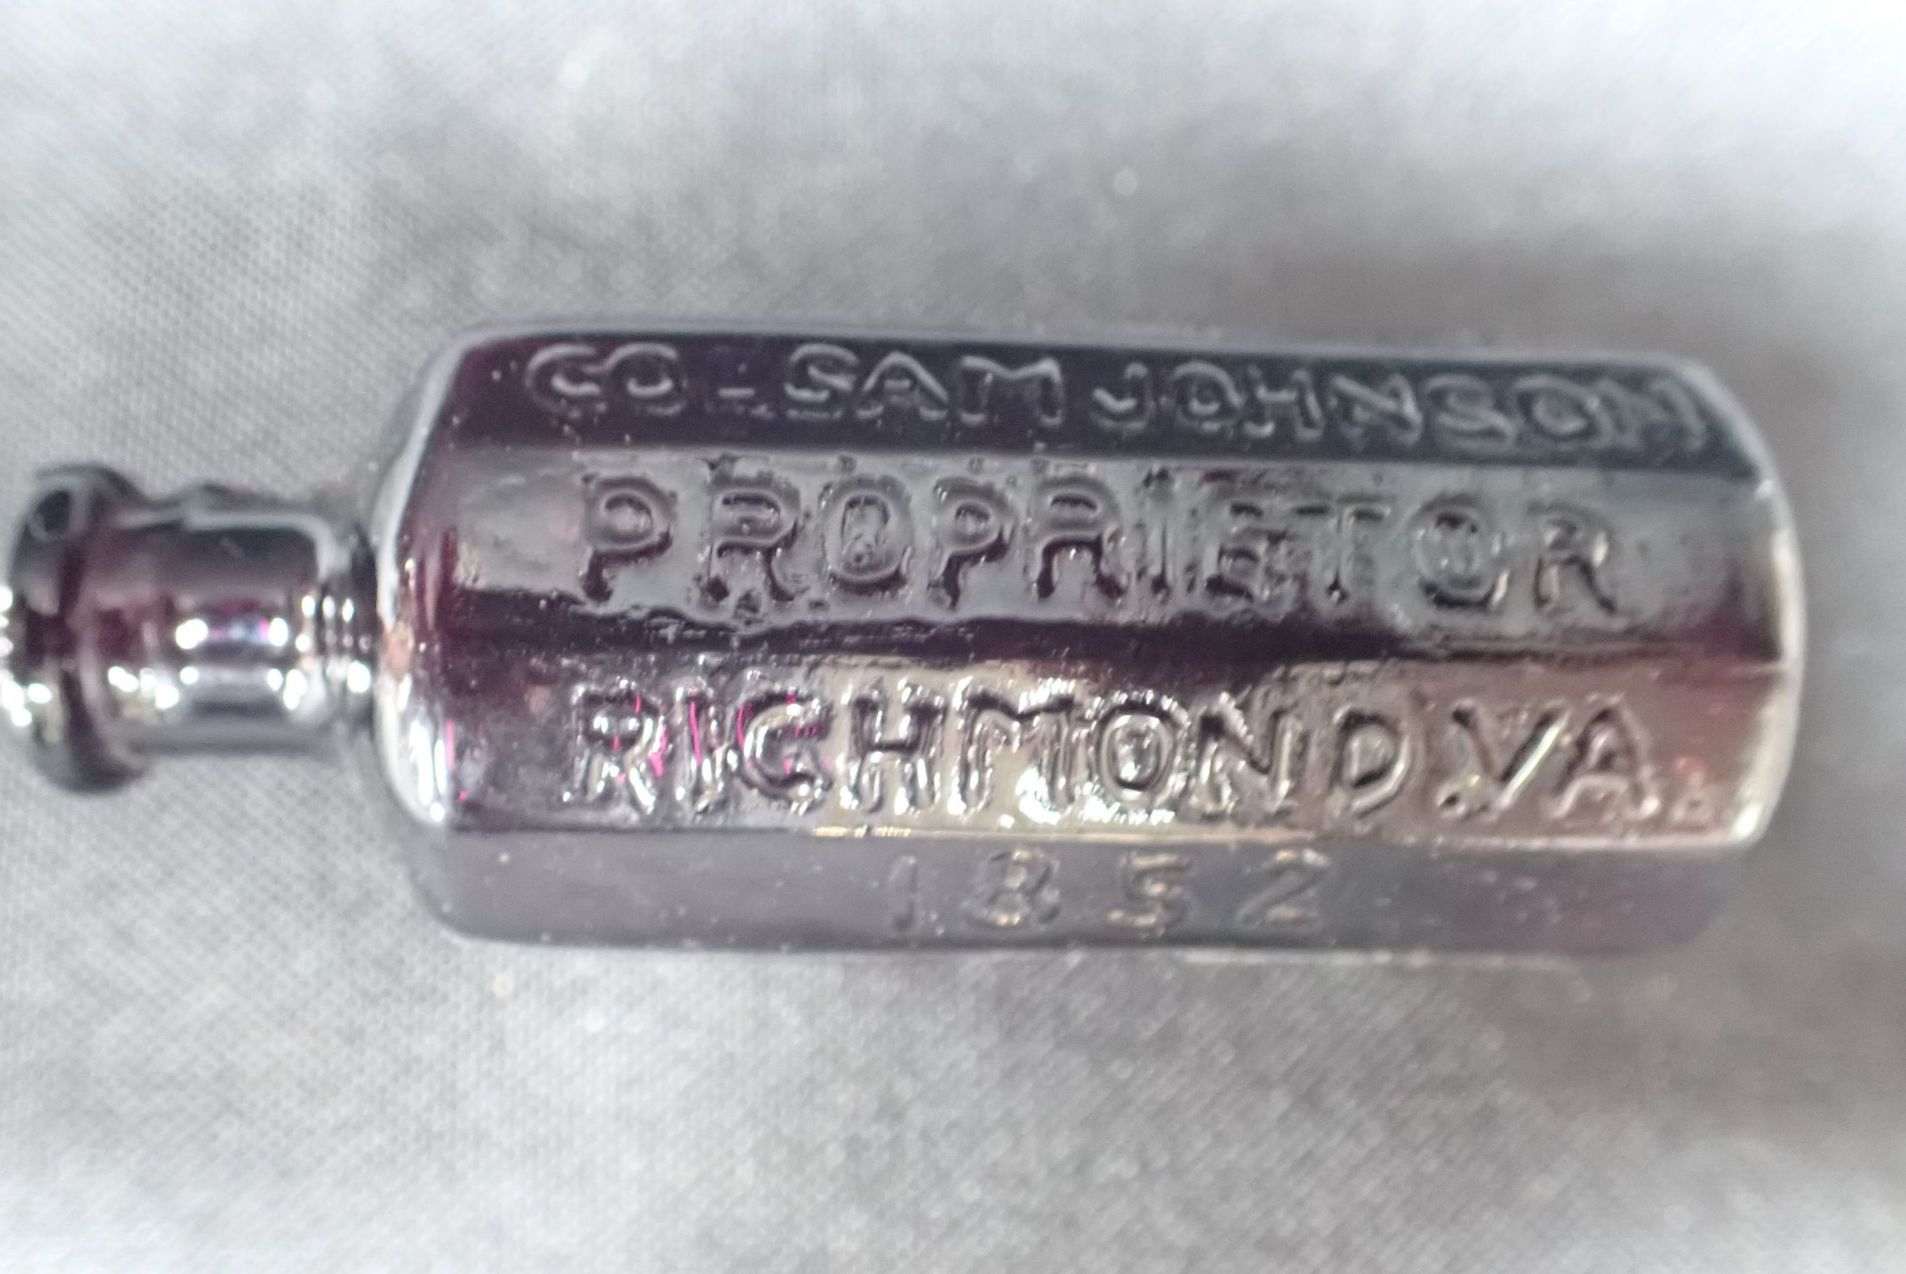 COL SAM JOHNSON
PROPRIETOR
RICHMOND,VA.
1852